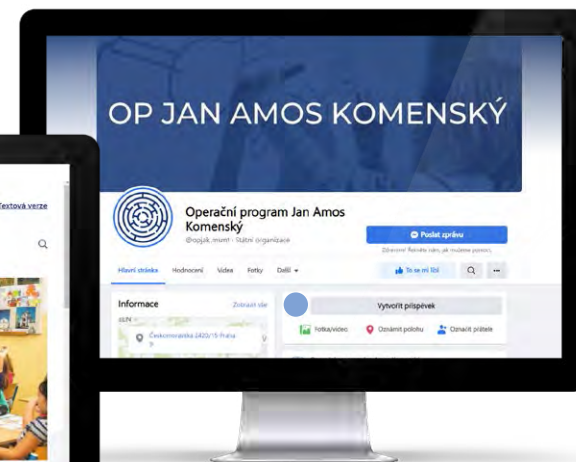 Textová verze
OP JAN AMOS KOMENSKÝ
Operační program Jan Amos
Komenský
@opjak.msmt · Státní organizace
Poslat zprávu
Hlavní stránka Hodnocení Videa Fotky Další
To se mi líbí
Informace Zobrazit vše
Vytvořit příspěvek
Českomoravská 2420/15 Praha
9
Fotka/video Oznámit polohu Označit přátele